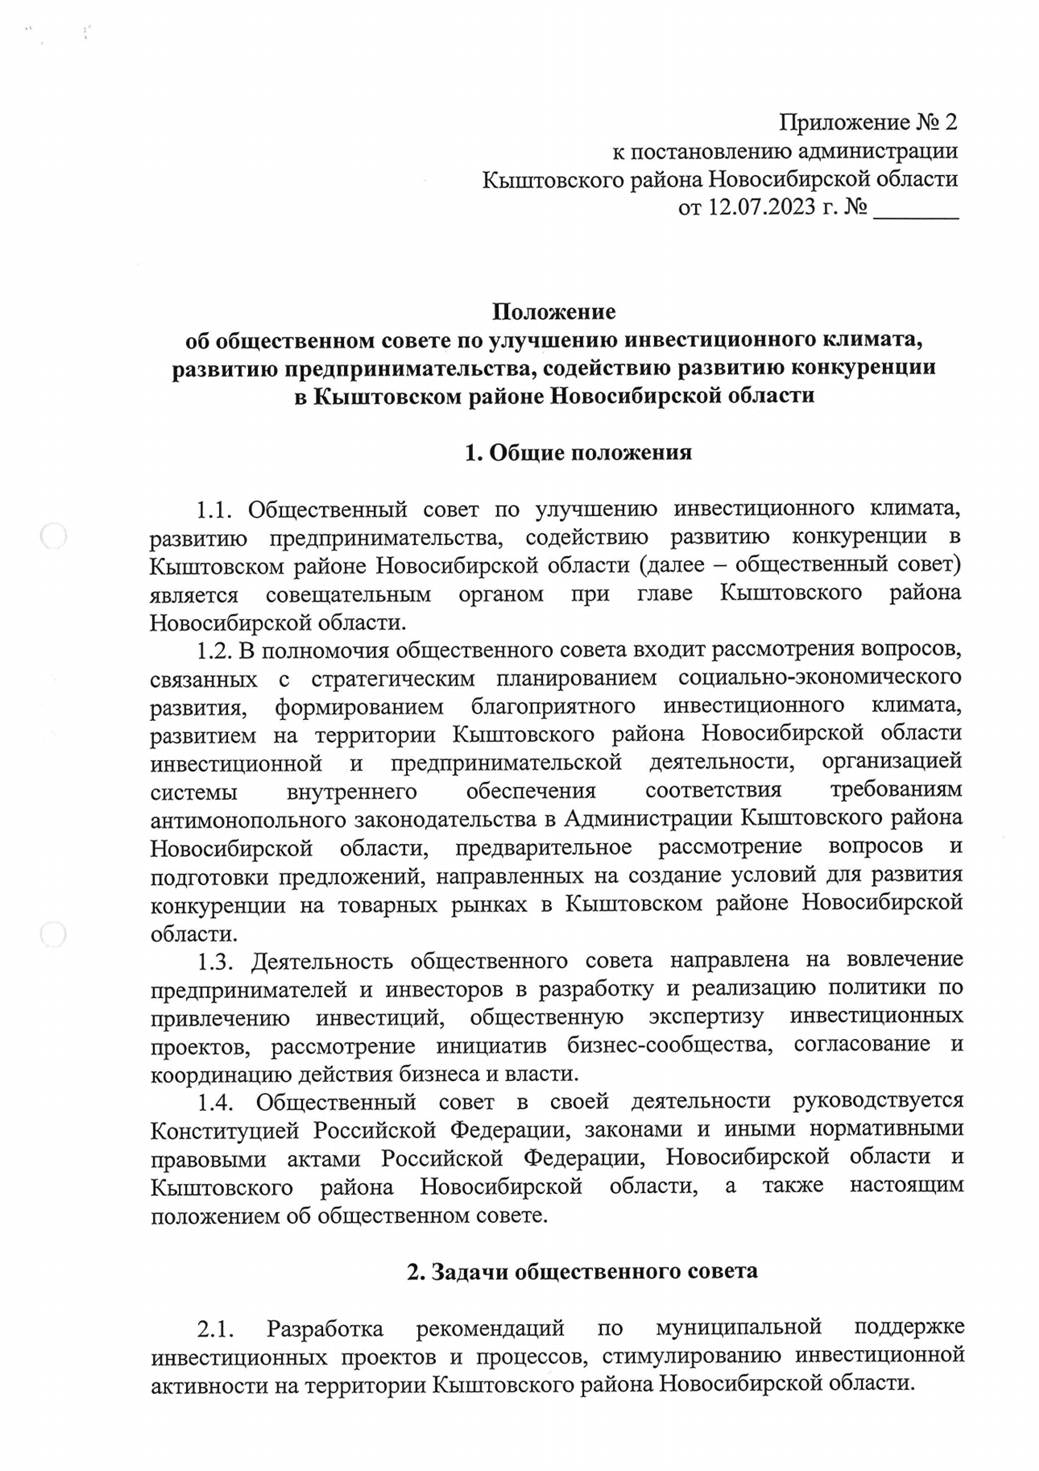 Приложение № 2
к постановлению администрации
Кыштовского района Новосибирской области
от 12.07.2023 г. № _______
Положение
об общественном совете по улучшению инвестиционного климата,
развитию предпринимательства, содействию развитию конкуренции
в Кыштовском районе Новосибирской области
1. Общие положения
1.1. Общественный совет по улучшению инвестиционного климата,
развитию предпринимательства, содействию развитию конкуренции в
Кыштовском районе Новосибирской области (далее – общественный совет)
является совещательным органом при главе Кыштовского района
Новосибирской области.
1.2. В полномочия общественного совета входит рассмотрения вопросов,
связанных с стратегическим планированием социально-экономического
развития, формированием благоприятного инвестиционного климата,
развитием на территории Кыштовского района Новосибирской области
инвестиционной и предпринимательской деятельности, организацией
системы внутреннего обеспечения соответствия требованиям
антимонопольного законодательства в Администрации Кыштовского района
Новосибирской области, предварительное рассмотрение вопросов и
подготовки предложений, направленных на создание условий для развития
конкуренции на товарных рынках в Кыштовском районе Новосибирской
области.
1.3. Деятельность общественного совета направлена на вовлечение
предпринимателей и инвесторов в разработку и реализацию политики по
привлечению инвестиций, общественную экспертизу инвестиционных
проектов, рассмотрение инициатив бизнес-сообщества, согласование и
координацию действия бизнеса и власти.
1.4. Общественный совет в своей деятельности руководствуется
Конституцией Российской Федерации, законами и иными нормативными
правовыми актами Российской Федерации, Новосибирской области и
Кыштовского района Новосибирской области, а также настоящим
положением об общественном совете.
2. Задачи общественного совета
2.1. Разработка рекомендаций по муниципальной поддержке
инвестиционных проектов и процессов, стимулированию инвестиционной
активности на территории Кыштовского района Новосибирской области.